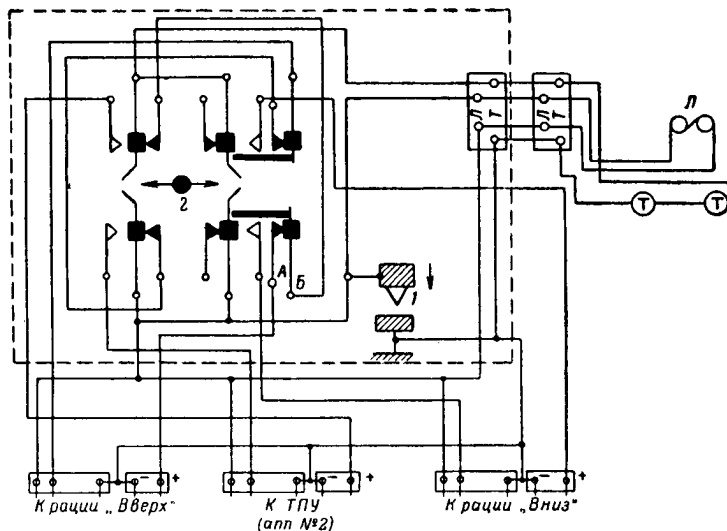 Л
Т
Л
Т
Л
2
Т
Т
А
Б
1
- +
- +
- +
К рации „Вверх"
К ТПУ
(апп №2)
К рации „Вниз"